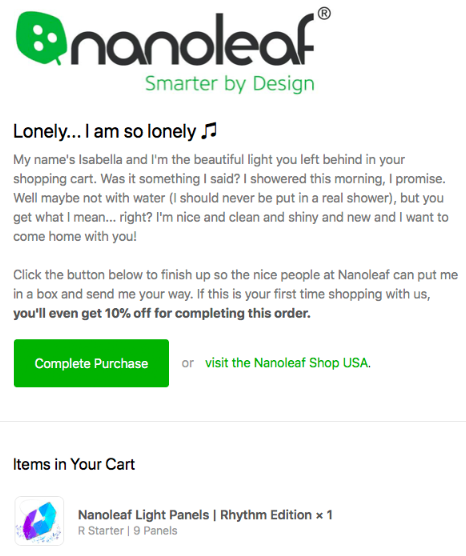 nanoleaf®
Smarter by Design
Lonely... I am so lonely 🎵
My name's Isabella and I'm the beautiful light you left behind in your
shopping cart. Was it something I said? I showered this morning, I promise.
Well maybe not with water (I should never be put in a real shower), but you
get what I mean... right? I'm nice and clean and shiny and new and I want to
come home with you!
Click the button below to finish up so the nice people at Nanoleaf can put me
in a box and send me your way. If this is your first time shopping with us,
you'll even get 10% off for completing this order.
Complete Purchase or visit the Nanoleaf Shop USA.
Items in Your Cart
Nanoleaf Light Panels | Rhythm Edition × 1
R Starter | 9 Panels